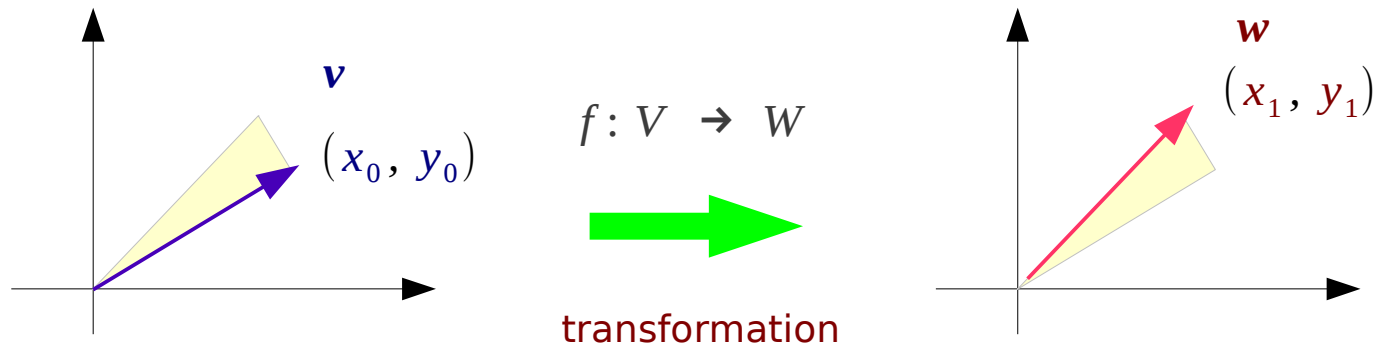 v
(x₀, y₀)
f : V → W
transformation
w
(x₁, y₁)